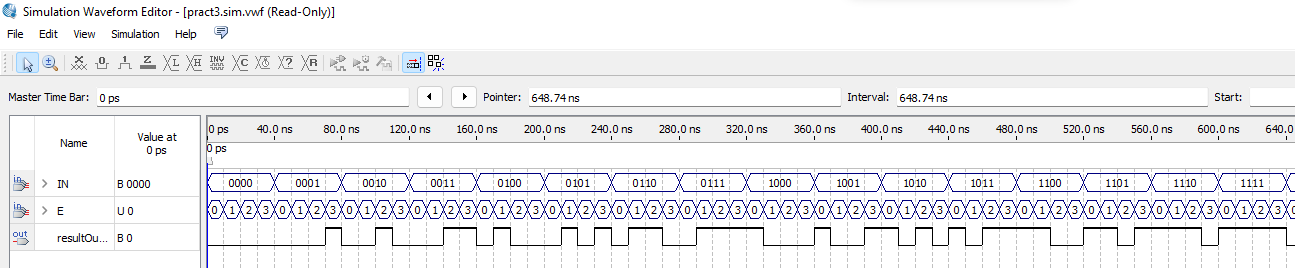 Simulation Waveform Editor - [pract3.sim.vwf (Read-Only)]
File Edit View Simulation Help
Master Time Bar: 0 ps Pointer: 648.74 ns Interval: 648.74 ns Start:
Name Value at 0 ps
0 ps 40.0 ns 80.0 ns 120.0 ns 160.0 ns 200.0 ns 240.0 ns 280.0 ns 320.0 ns 360.0 ns 400.0 ns 440.0 ns 480.0 ns 520.0 ns 560.0 ns 600.0 ns 640.0
0 ps
IN B 0000 0000 0001 0010 0011 0100 0101 0110 0111 1000 1001 1010 1011 1100 1101 1110 1111
E U 0 0 1 2 3 0 1 2 3 0 1 2 3 0 1 2 3 0 1 2 3 0 1 2 3 0 1 2 3 0 1 2 3 0 1 2 3 0 1 2 3 0 1 2 3 0 1 2 3 0 1 2 3 0 1 2 3 0 1 2 3 0 1 2 3
resultOu... B 0